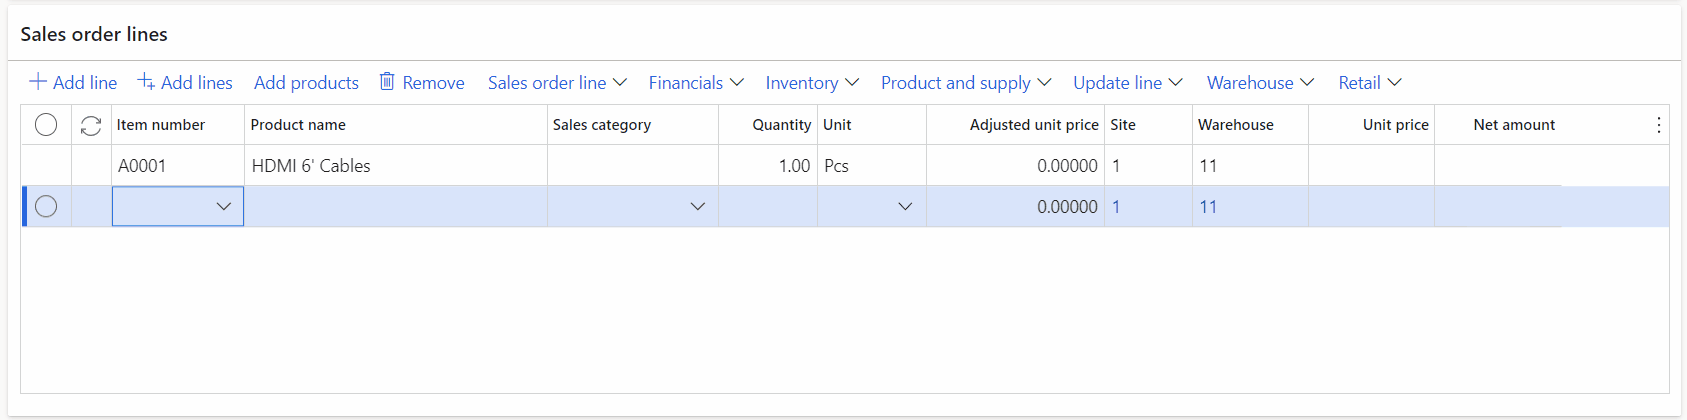 Sales order lines
Add line Add lines Add products Remove Sales order line Financials Inventory Product and supply Update line Warehouse Retail
Item number Product name Sales category Quantity Unit Adjusted unit price Site Warehouse Unit price Net amount
A0001 HDMI 6' Cables 1.00 Pcs 0.00000 1 11
0.00000 1 11